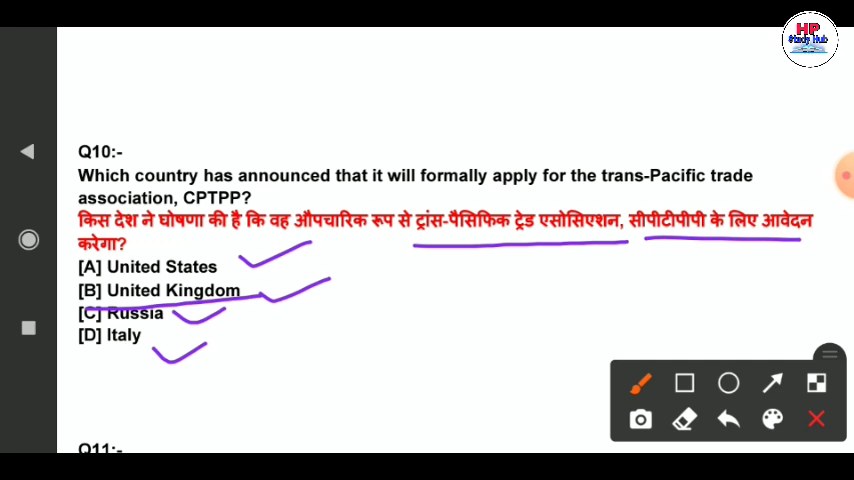 HP
Study Hub
Q10:-
Which country has announced that it will formally apply for the trans-Pacific trade
association, CPTPP?
किस देश ने घोषणा की है कि वह औपचारिक रूप से ट्रांस-पैसिफिक ट्रेड एसोसिएशन, सीपीटीपीपी के लिए आवेदन
करेगा?
[A] United States
[B] United Kingdom
[C] Russia
[D] Italy
Q11:-